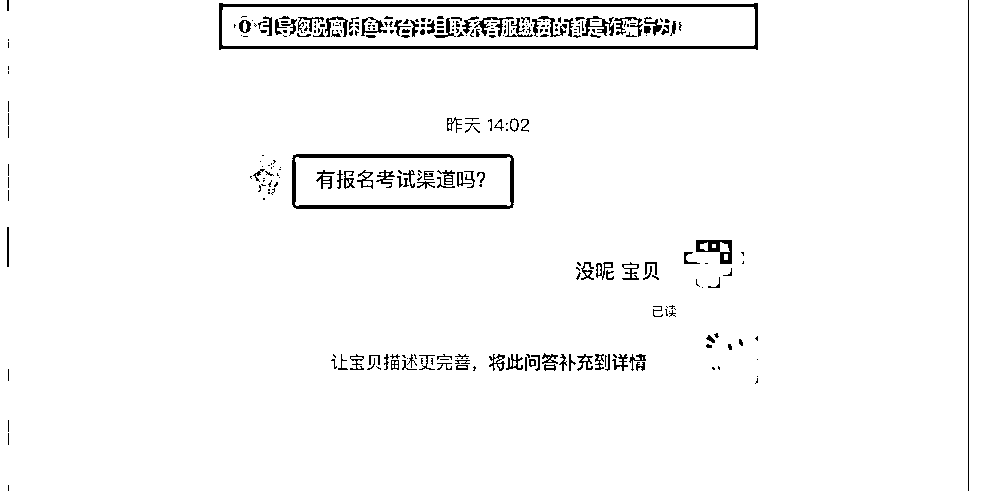 引导您脱离闲鱼平台并且联系客服缴费的都是诈骗行为!
昨天 14:02
有报名考试渠道吗?
没呢 宝贝
已读
让宝贝描述更完善，将此问答补充到详情